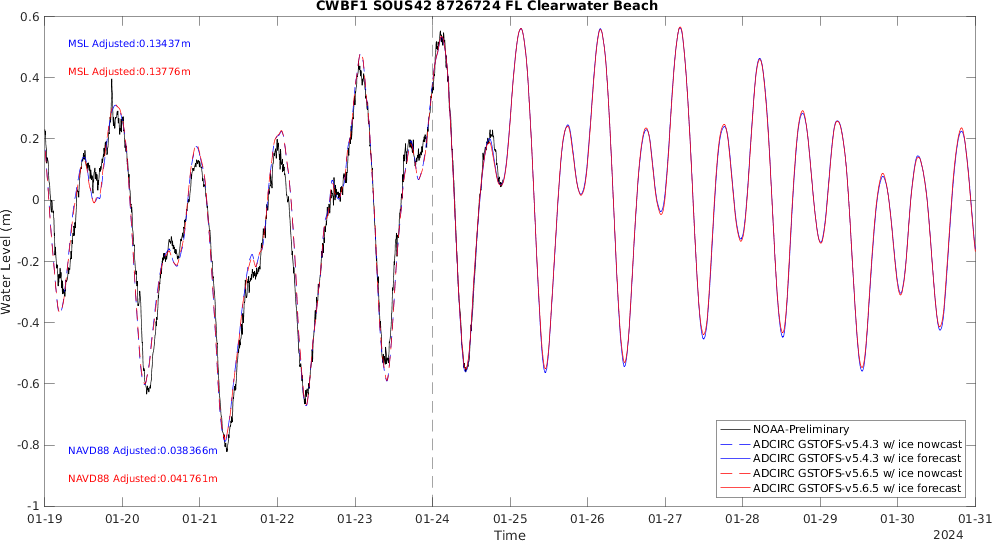 CWBF1 SOUS42 8726724 FL Clearwater Beach
0.6
MSL Adjusted:0.13437m
MSL Adjusted:0.13776m
0.4
0.2
0
-0.2
-0.4
-0.6
-0.8
-1
Water Level (m)
NAVD88 Adjusted:0.038366m
NAVD88 Adjusted:0.041761m
NOAA-Preliminary
ADCIRC GSTOFS-v5.4.3 w/ ice nowcast
ADCIRC GSTOFS-v5.4.3 w/ ice forecast
ADCIRC GSTOFS-v5.6.5 w/ ice nowcast
ADCIRC GSTOFS-v5.6.5 w/ ice forecast
01-19 01-20 01-21 01-22 01-23 01-24 01-25 01-26 01-27 01-28 01-29 01-30 01-31
Time
2024